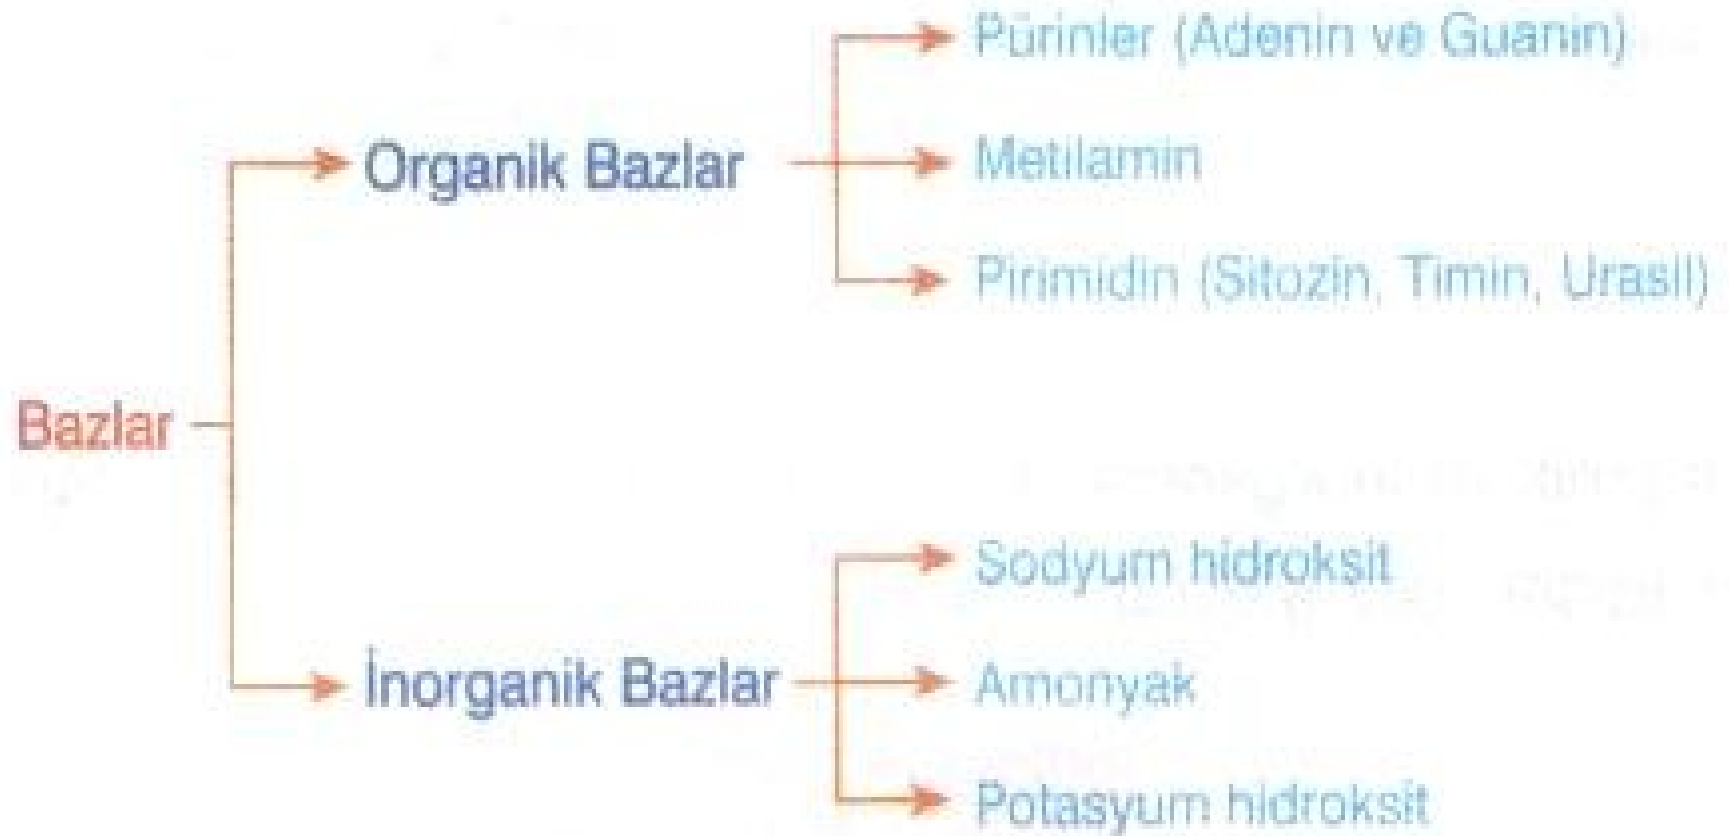 Pürinler (Adenin ve Guanin)
Organik Bazlar
Metilamin
Pirimidin (Sitozin, Timin, Urasil)
Bazlar
Sodyum hidroksit
İnorganik Bazlar
Amonyak
Potasyum hidroksit